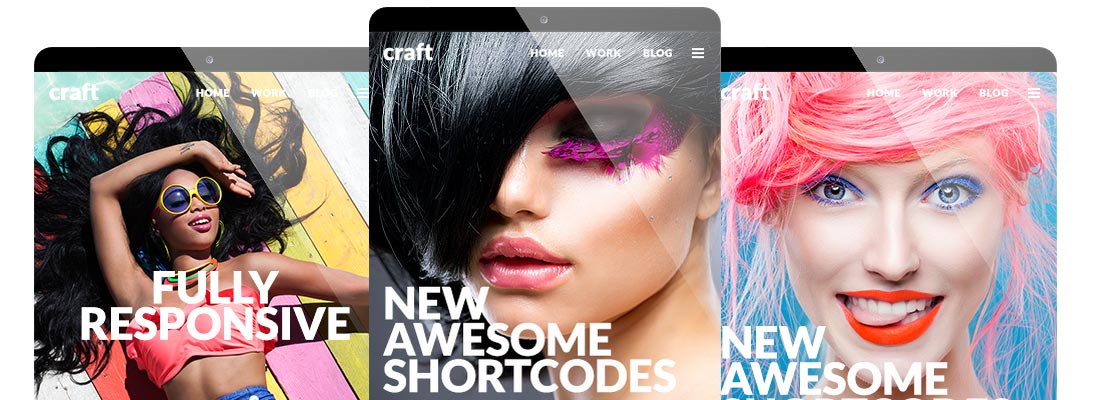 craft
HOME WORK BLOG
FULLY
RESPONSIVE
craft
HOME WORK BLOG
NEW
AWESOME
SHORTCODES
craft
HOME WORK BLOG
NEW
AWESOME